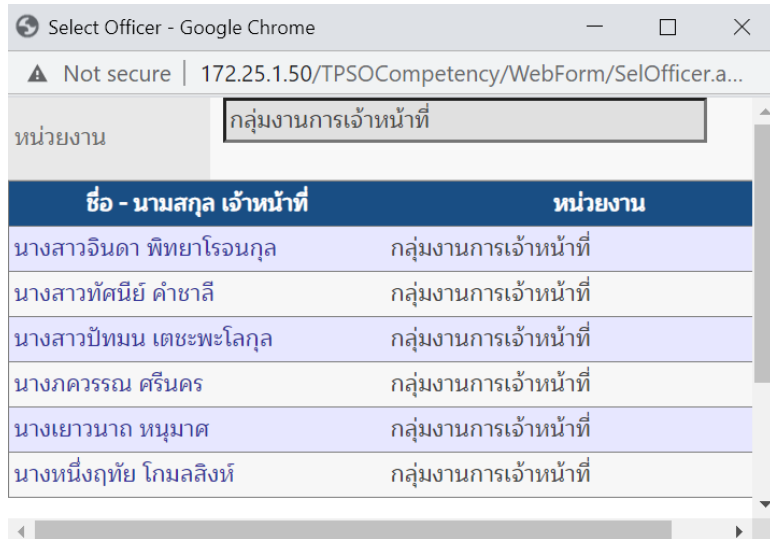 Select Officer - Google Chrome
Not secure | 172.25.1.50/TPSOCompetency/WebForm/SelOfficer.a...
หน่วยงาน กลุ่มงานการเจ้าหน้าที่
ชื่อ - นามสกุล เจ้าหน้าที่ หน่วยงาน
นางสาวจินดา พิทยาโรจนกุล กลุ่มงานการเจ้าหน้าที่
นางสาวทัศนีย์ คำชาลี กลุ่มงานการเจ้าหน้าที่
นางสาวปัทมน เตชะพะโลกุล กลุ่มงานการเจ้าหน้าที่
นางภควรรณ ศรีนคร กลุ่มงานการเจ้าหน้าที่
นางเยาวนาถ หนุมาศ กลุ่มงานการเจ้าหน้าที่
นางหนึ่งฤทัย โกมลสิงห์ กลุ่มงานการเจ้าหน้าที่